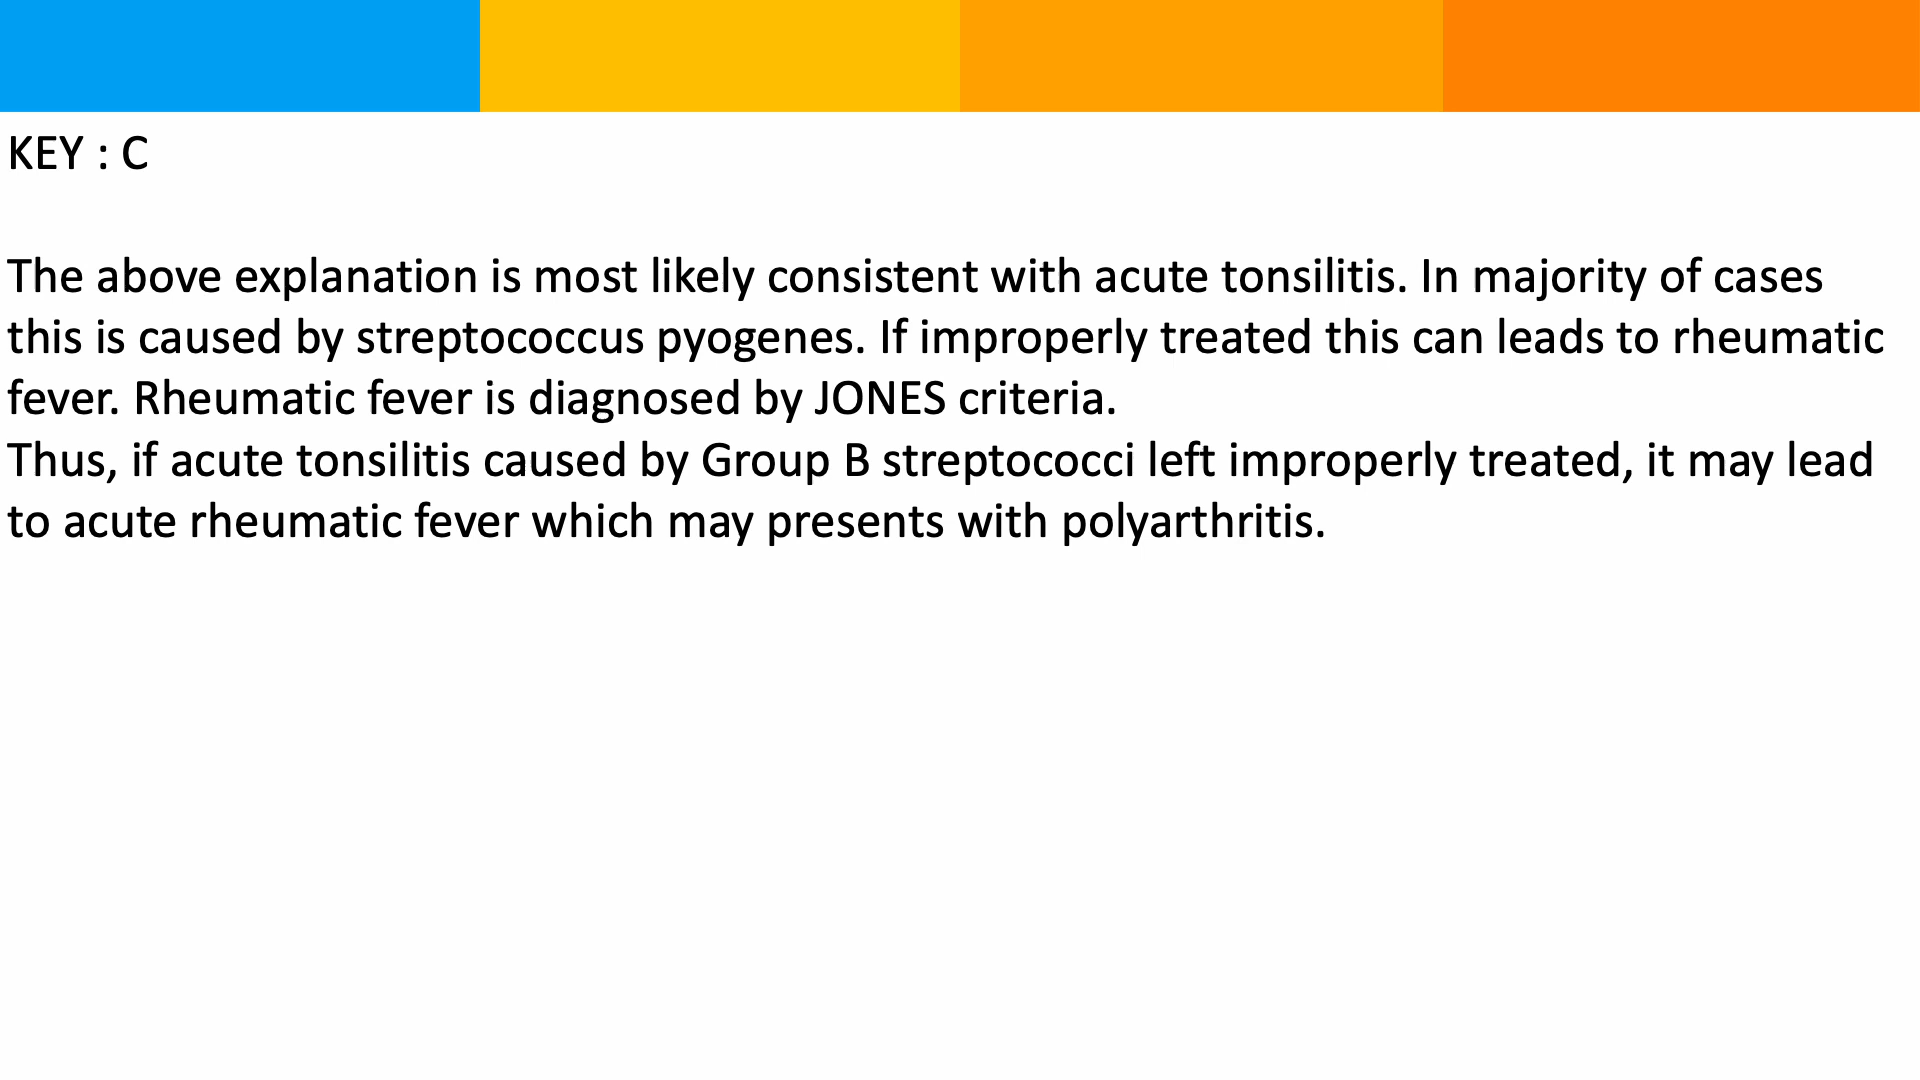 KEY : C
The above explanation is most likely consistent with acute tonsilitis. In majority of cases
this is caused by streptococcus pyogenes. If improperly treated this can leads to rheumatic
fever. Rheumatic fever is diagnosed by JONES criteria.
Thus, if acute tonsilitis caused by Group B streptococci left improperly treated, it may lead
to acute rheumatic fever which may presents with polyarthritis.